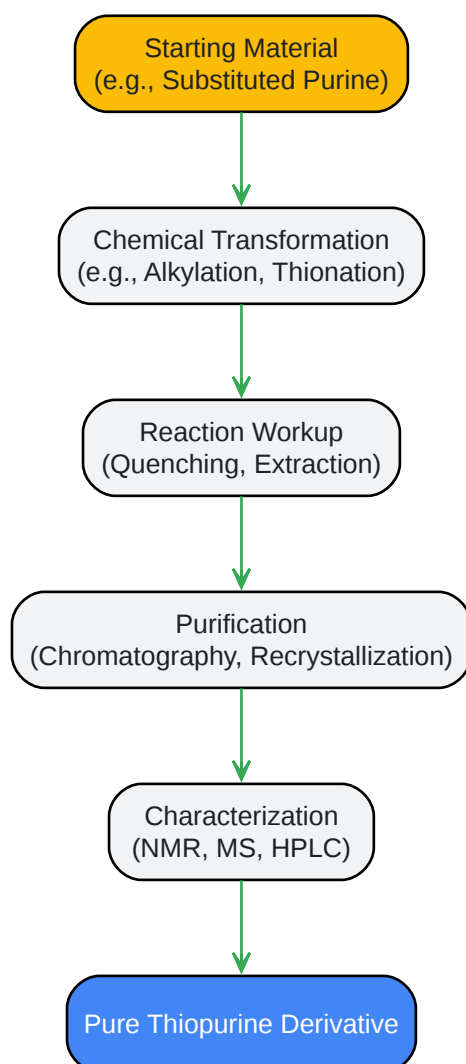 Starting Material
(e.g., Substituted Purine)
Chemical Transformation
(e.g., Alkylation, Thionation)
Reaction Workup
(Quenching, Extraction)
Purification
(Chromatography, Recrystallization)
Characterization
(NMR, MS, HPLC)
Pure Thiopurine Derivative